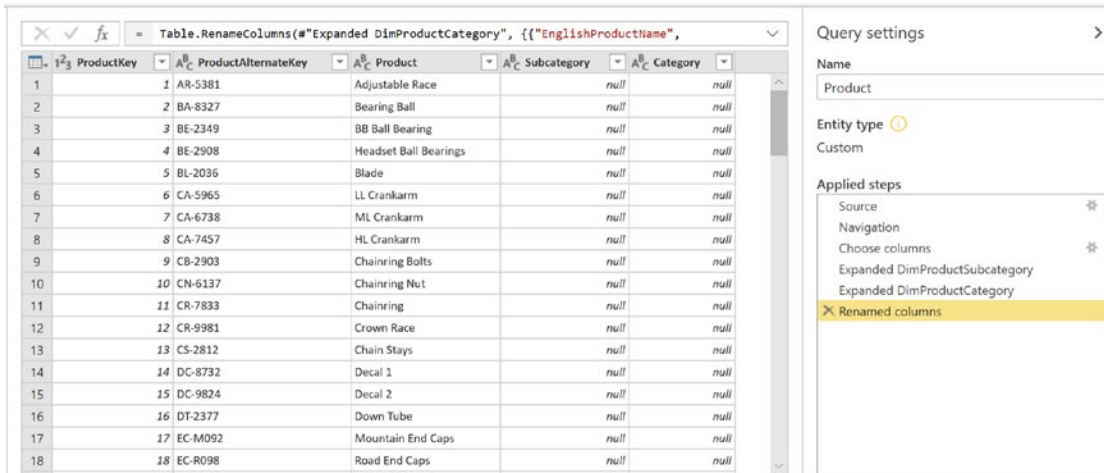 fx = Table.RenameColumns(#"Expanded DimProductCategory", {{"EnglishProductName",
123 ProductKey ABC ProductAlternateKey ABC Product ABC Subcategory ABC Category
1 1 AR-5381 Adjustable Race null null
2 2 BA-8327 Bearing Ball null null
3 3 BE-2349 BB Ball Bearing null null
4 4 BE-2908 Headset Ball Bearings null null
5 5 BL-2036 Blade null null
6 6 CA-5965 LL Crankarm null null
7 7 CA-6738 ML Crankarm null null
8 8 CA-7457 HL Crankarm null null
9 9 CB-2903 Chainring Bolts null null
10 10 CN-6137 Chainring Nut null null
11 11 CR-7833 Chainring null null
12 12 CR-9981 Crown Race null null
13 13 CS-2812 Chain Stays null null
14 14 DC-8732 Decal 1 null null
15 15 DC-9824 Decal 2 null null
16 16 DT-2377 Down Tube null null
17 17 EC-M092 Mountain End Caps null null
18 18 EC-R098 Road End Caps null null
Query settings
Name
Product
Entity type
Custom
Applied steps
Source
Navigation
Choose columns
Expanded DimProductSubcategory
Expanded DimProductCategory
Renamed columns